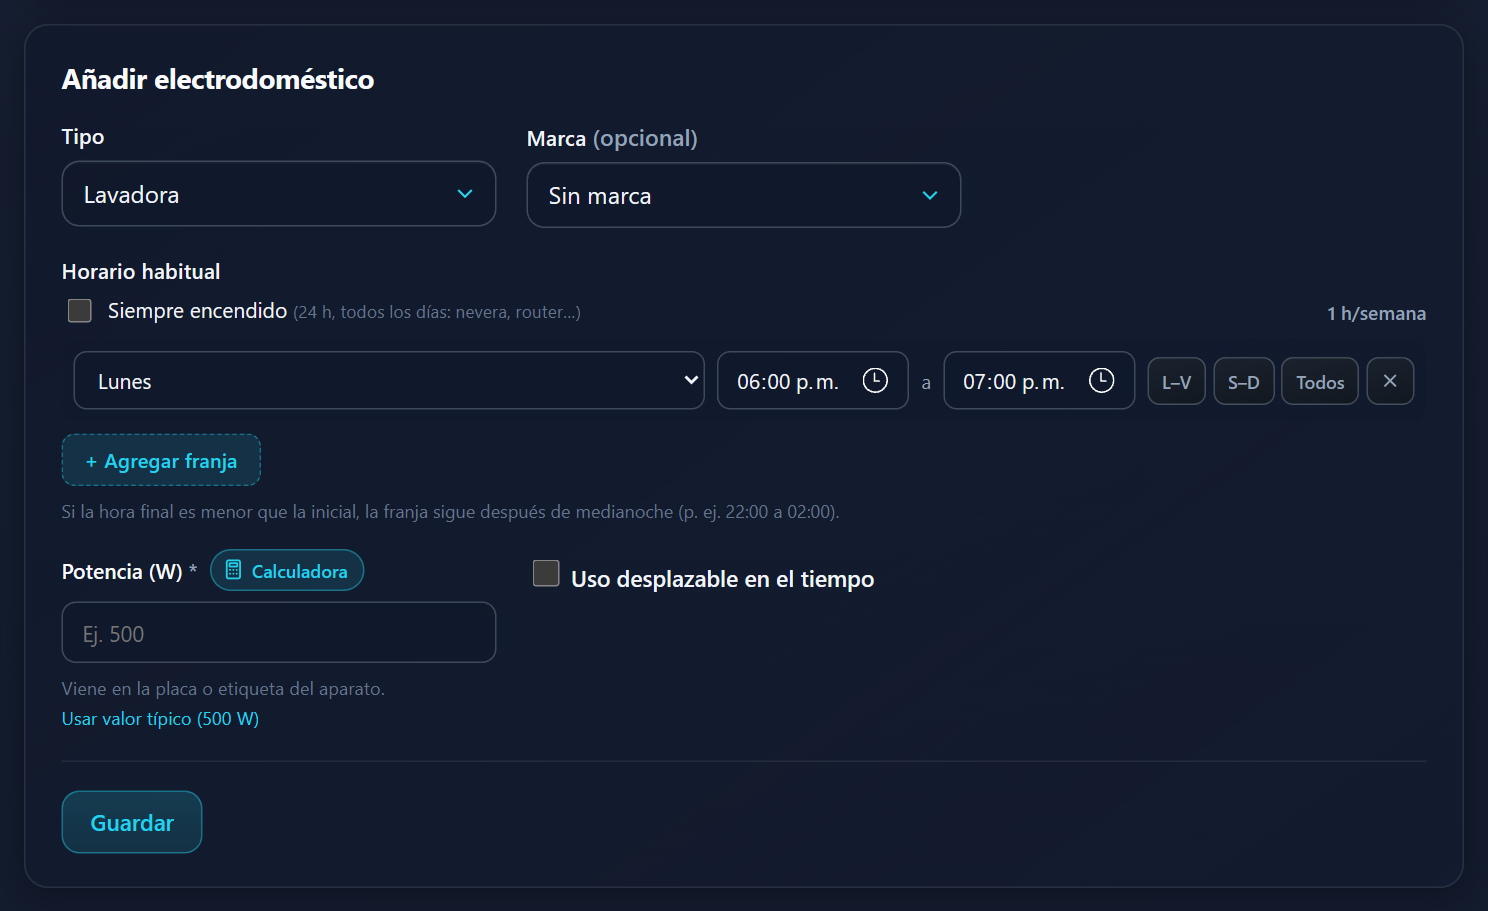 Añadir electrodoméstico
Tipo
Marca (opcional)
Lavadora
Sin marca
Horario habitual
Siempre encendido (24 h, todos los días: nevera, router...)
1 h/semana
Lunes
06:00 p. m.
a
07:00 p. m.
L–V
S–D
Todos
×
+ Agregar franja
Si la hora final es menor que la inicial, la franja sigue después de medianoche (p. ej. 22:00 a 02:00).
Potencia (W) *
Calculadora
Uso desplazable en el tiempo
Ej. 500
Viene en la placa o etiqueta del aparato.
Usar valor típico (500 W)
Guardar